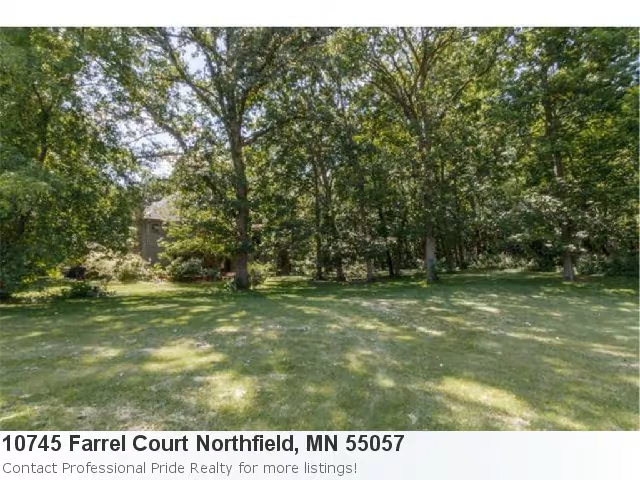 10745 Farrel Court Northfield, MN 55057
Contact Professional Pride Realty for more listings!